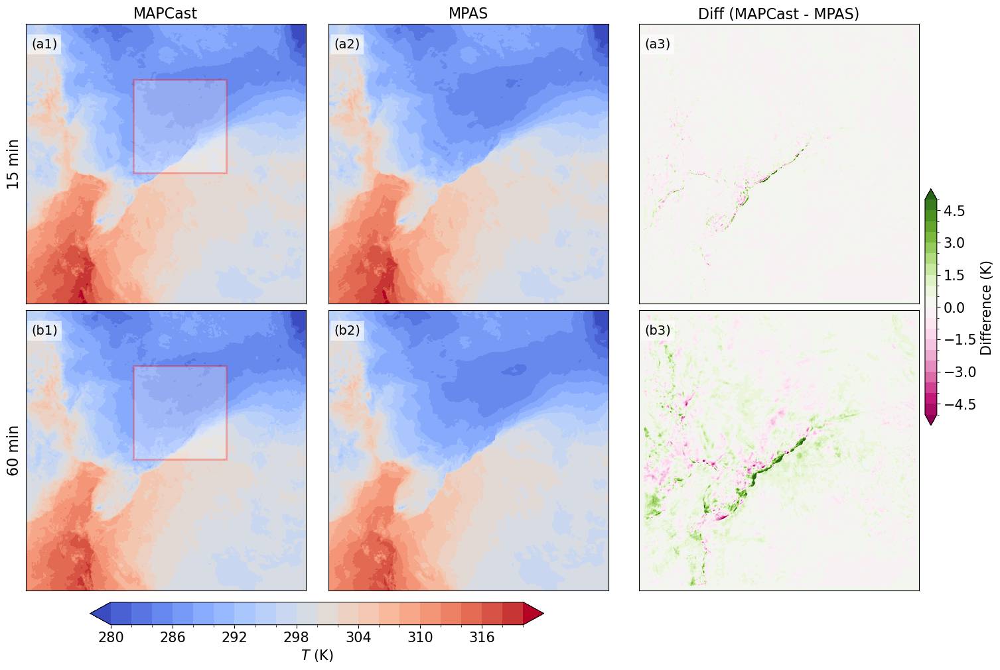 MAPCast
MPAS
Diff (MAPCast - MPAS)
(a1)
(a2)
(a3)
15 min
(b1)
(b2)
(b3)
60 min
4.5
3.0
1.5
0.0
−1.5
−3.0
−4.5
Difference (K)
280
286
292
298
304
310
316
T (K)